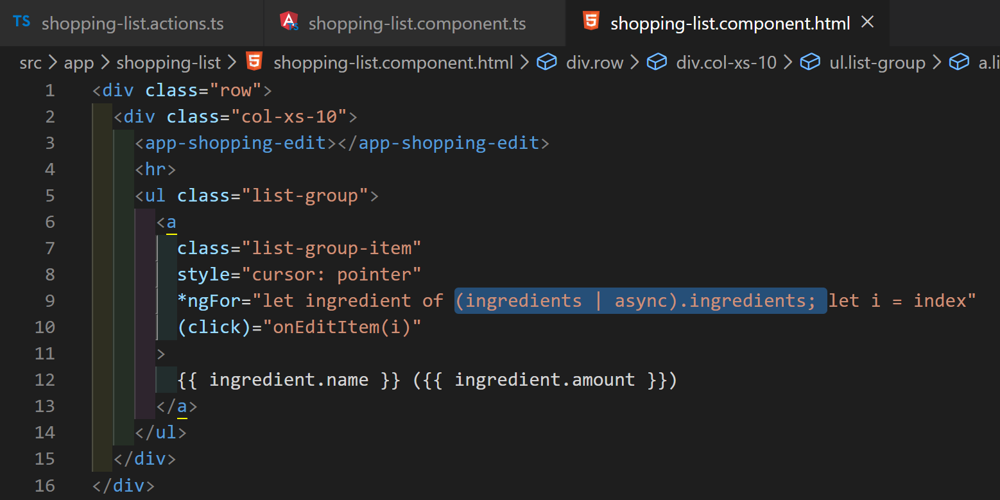 TS shopping-list.actions.ts TS shopping-list.component.ts 5 shopping-list.component.html ×
src > app > shopping-list > 5 shopping-list.component.html > div.row > div.col-xs-10 > ul.list-group > a.li
1 <div class="row">
2 <div class="col-xs-10">
3 <app-shopping-edit></app-shopping-edit>
4 <hr>
5 <ul class="list-group">
6 <a
7 class="list-group-item"
8 style="cursor: pointer"
9 *ngFor="let ingredient of (ingredients | async).ingredients; let i = index"
10 (click)="onEditItem(i)"
11 >
12 {{ ingredient.name }} ({{ ingredient.amount }})
13 </a>
14 </ul>
15 </div>
16 </div>